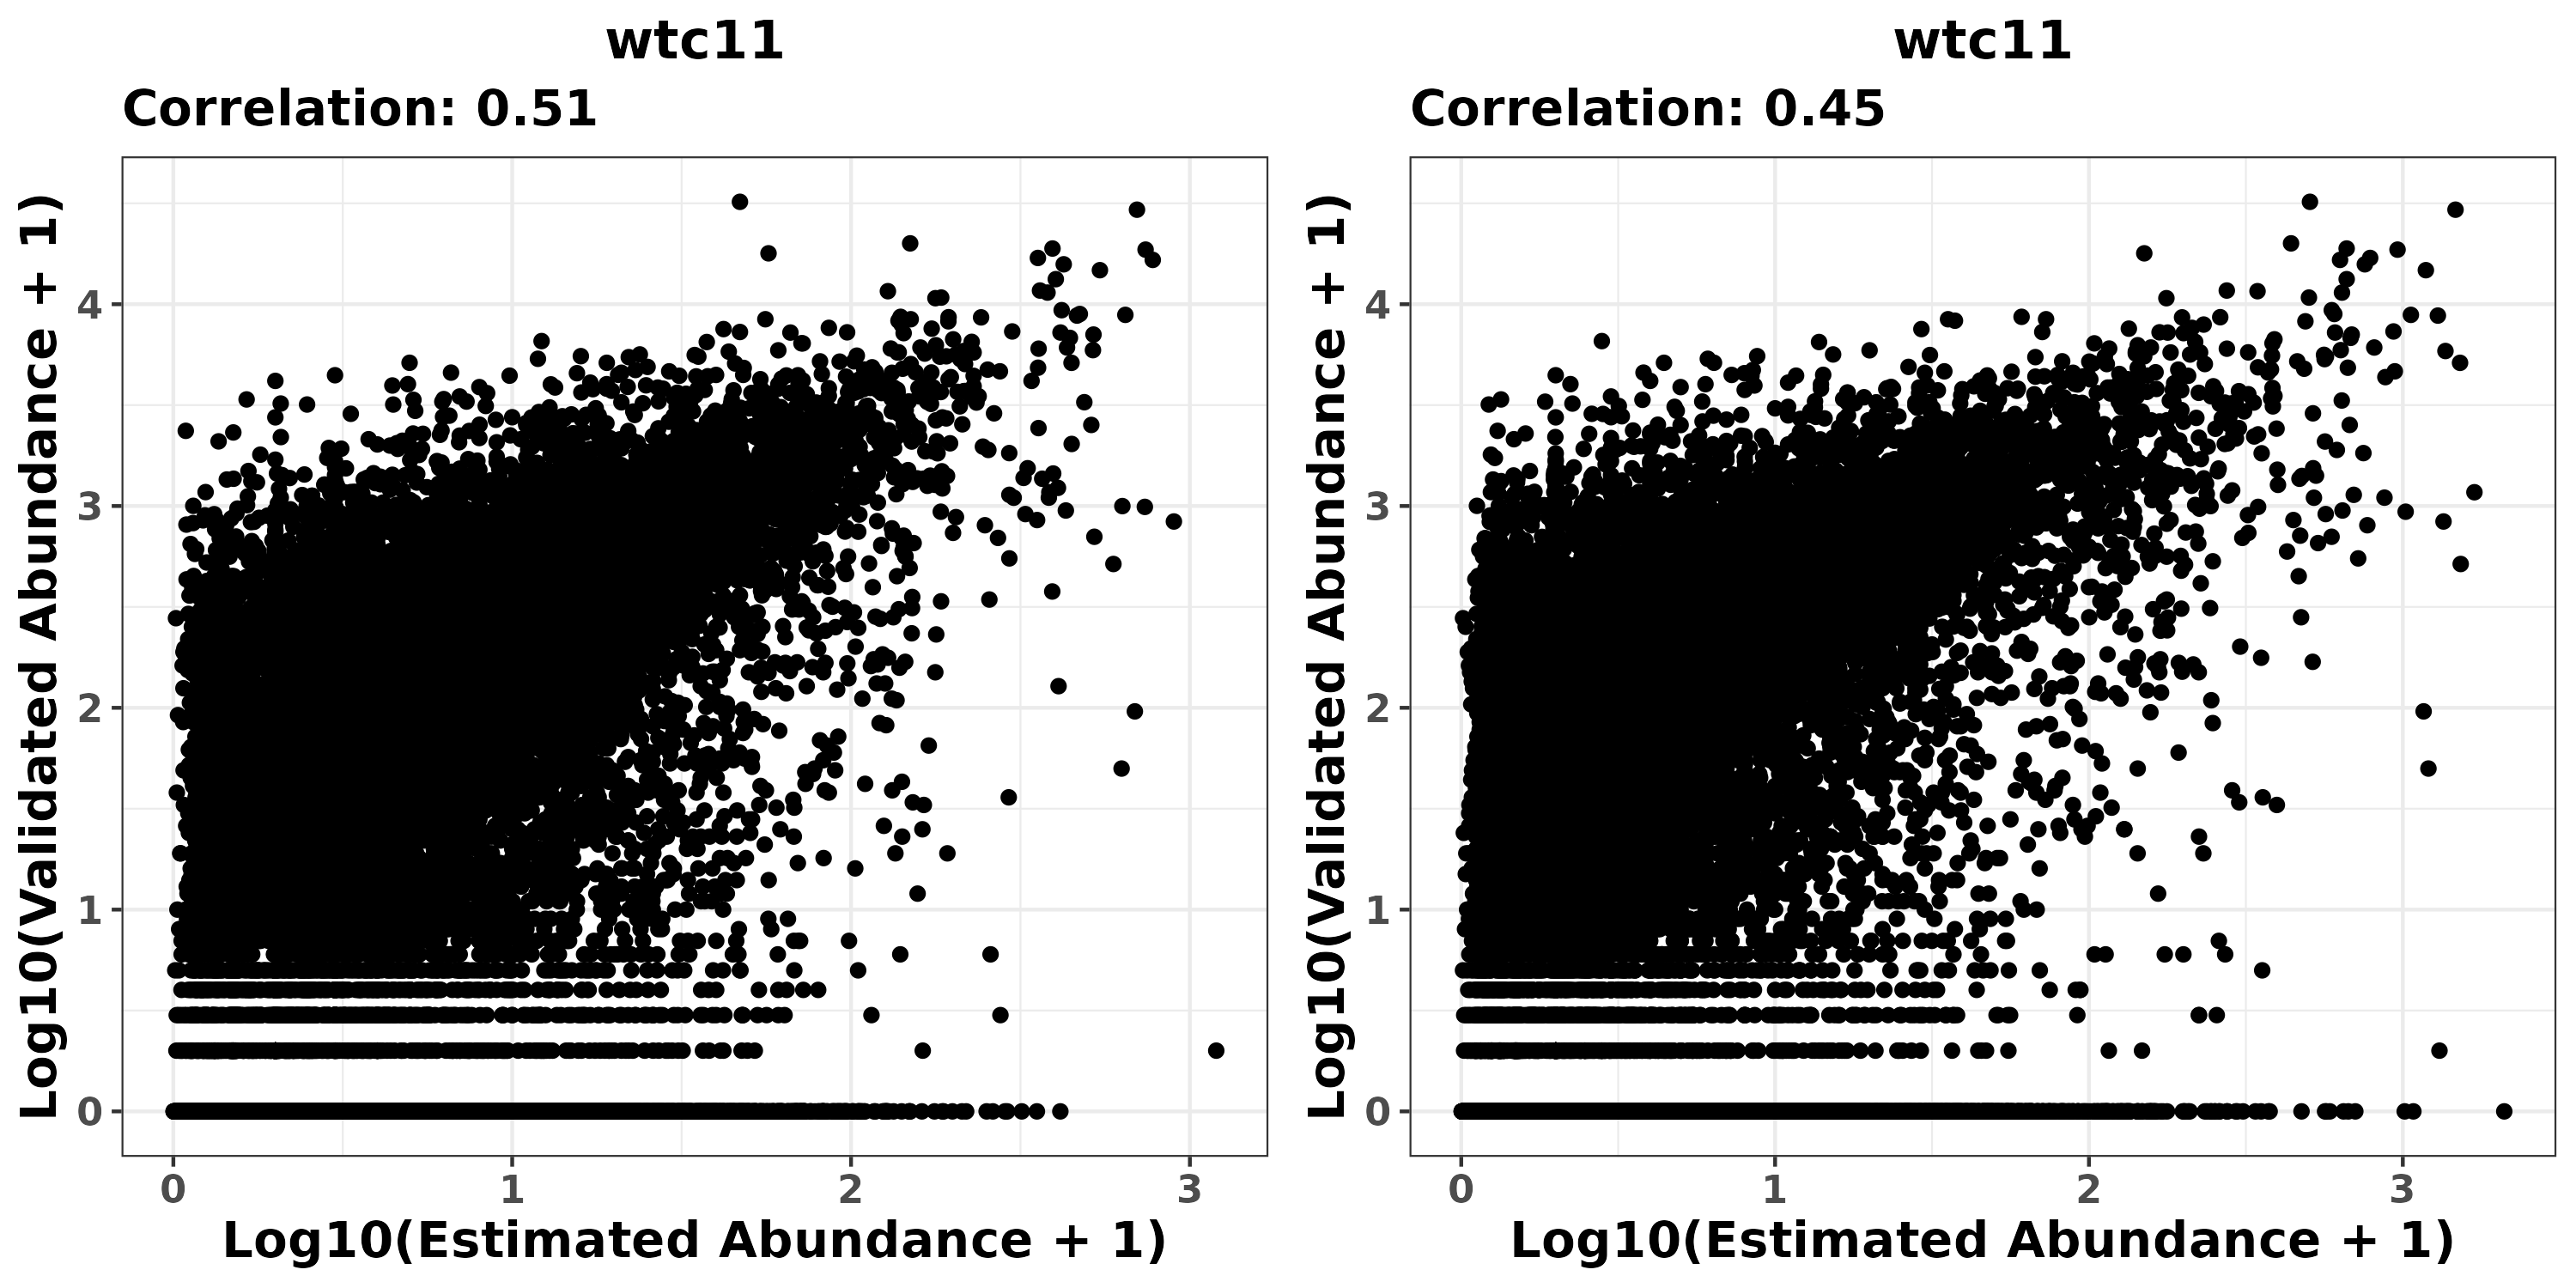 wtc11
Correlation: 0.51
Log10(Validated Abundance + 1)
4
3
2
1
0
0 1 2 3
Log10(Estimated Abundance + 1)
wtc11
Correlation: 0.45
Log10(Validated Abundance + 1)
4
3
2
1
0
0 1 2 3
Log10(Estimated Abundance + 1)